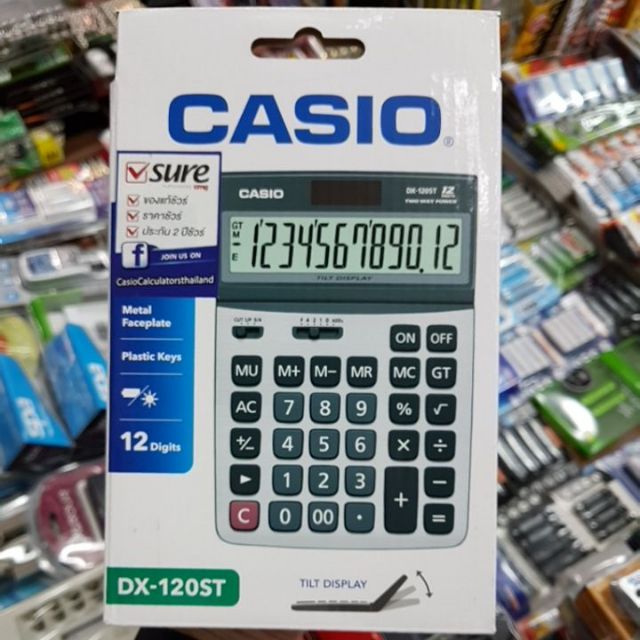 CASIO
sure
ของแท้ชัวร์
ราคาชัวร์
ประกัน 2 ปีชัวร์
f JOIN US ON
CasioCalculatorsthailand
Metal
Faceplate
Plastic Keys
12 Digits
CASIO
DX-120ST 12
TWO WAY POWER
GT
M
E
1234567890.12
TILT DISPLAY
CUT UP 5/4
F 4 2 1 0 ADD2
ON OFF
MU M+ M− MR MC GT
AC 7 8 9 % √
+/− 4 5 6 × ÷
► 1 2 3 + −
C 0 00 · =
DX-120ST
TILT DISPLAY